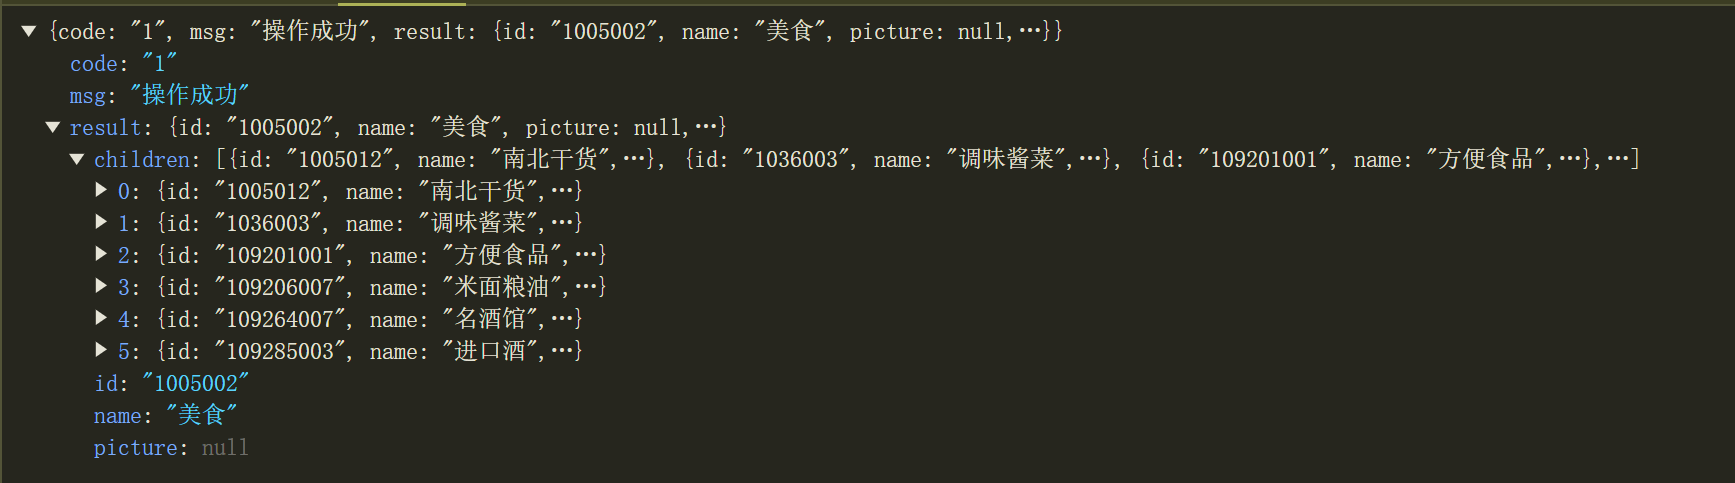 ▼ {code: "1", msg: "操作成功", result: {id: "1005002", name: "美食", picture: null,…}}
code: "1"
msg: "操作成功"
▼ result: {id: "1005002", name: "美食", picture: null,…}
▼ children: [{id: "1005012", name: "南北干货",…}, {id: "1036003", name: "调味酱菜",…}, {id: "109201001", name: "方便食品",…},…]
▶ 0: {id: "1005012", name: "南北干货",…}
▶ 1: {id: "1036003", name: "调味酱菜",…}
▶ 2: {id: "109201001", name: "方便食品",…}
▶ 3: {id: "109206007", name: "米面粮油",…}
▶ 4: {id: "109264007", name: "名酒馆",…}
▶ 5: {id: "109285003", name: "进口酒",…}
id: "1005002"
name: "美食"
picture: null